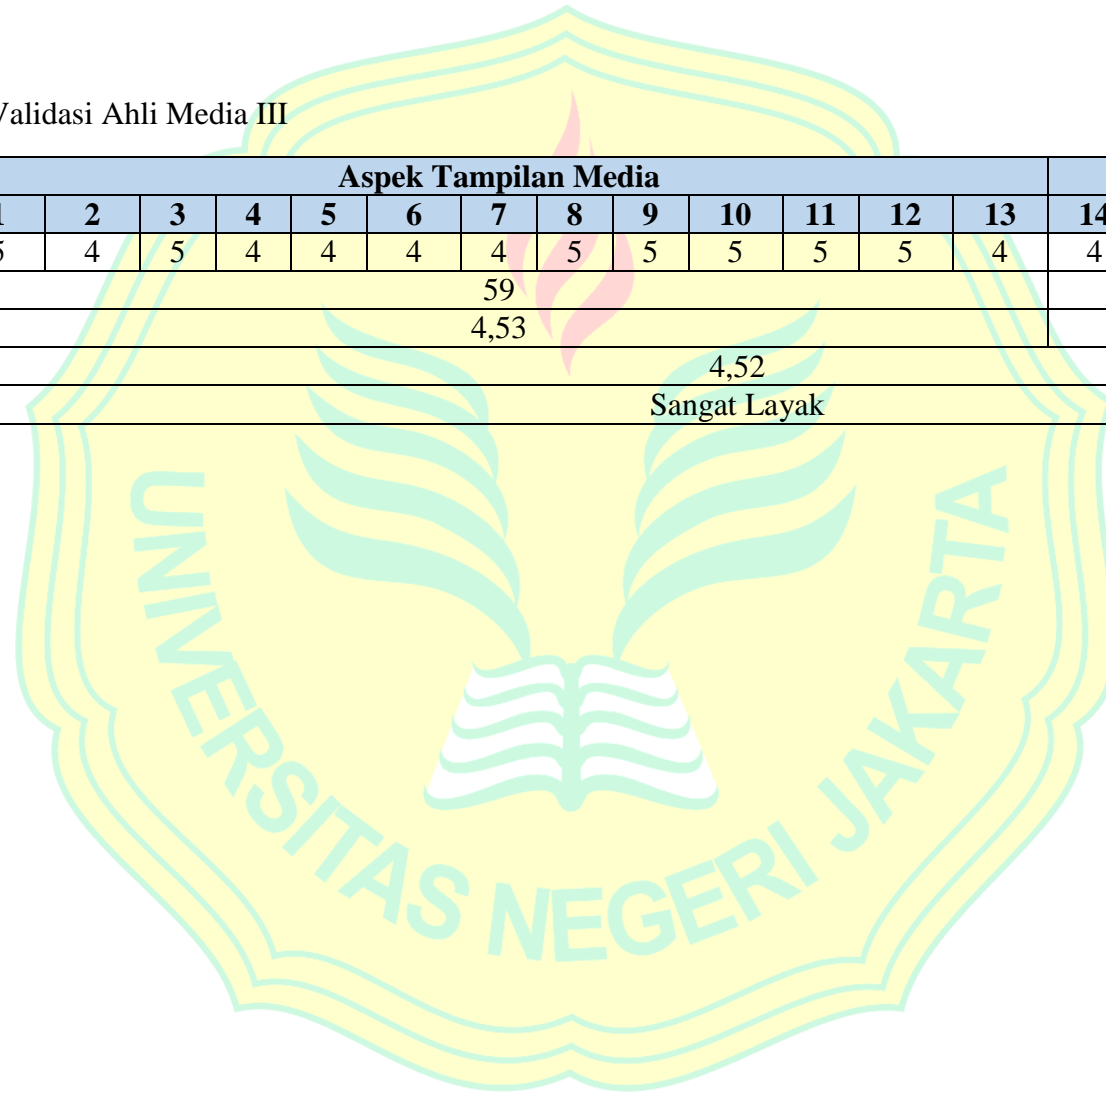 Validasi Ahli Media III
Aspek Tampilan Media
1 2 3 4 5 6 7 8 9 10 11 12 13 14
5 4 5 4 4 4 4 5 5 5 5 5 4 4
59
4,53
4,52
Sangat Layak
UNIVERSITAS NEGERI JAKARTA